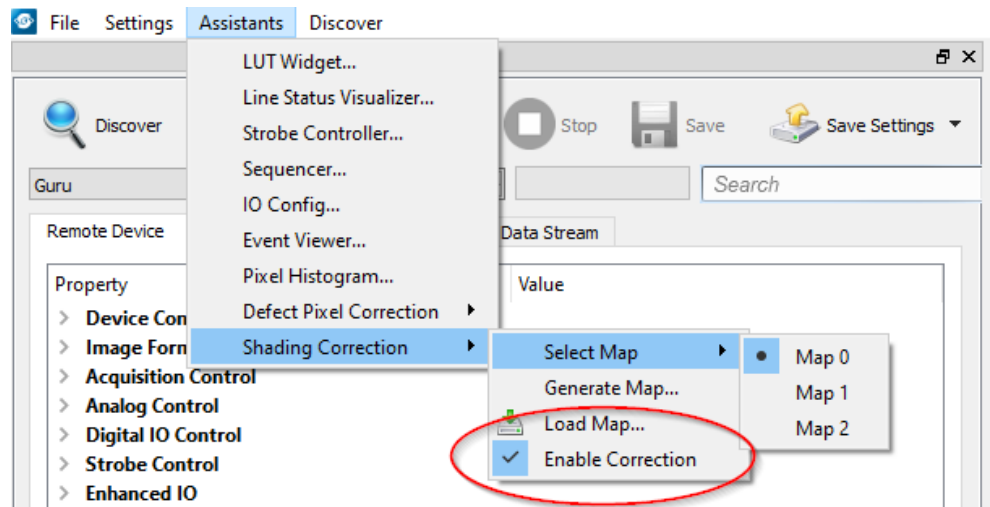 File Settings Assistants Discover
LUT Widget...
Line Status Visualizer...
Discover
Strobe Controller...
Stop
Save
Save Settings
Sequencer...
Guru
Search
IO Config...
Remote Device
Event Viewer...
Data Stream
Pixel Histogram...
Property
Value
Defect Pixel Correction
Device Con
Image Form
Shading Correction
Select Map
Map 0
Acquisition Control
Generate Map...
Map 1
Analog Control
Load Map...
Map 2
Digital IO Control
Enable Correction
Strobe Control
Enhanced IO